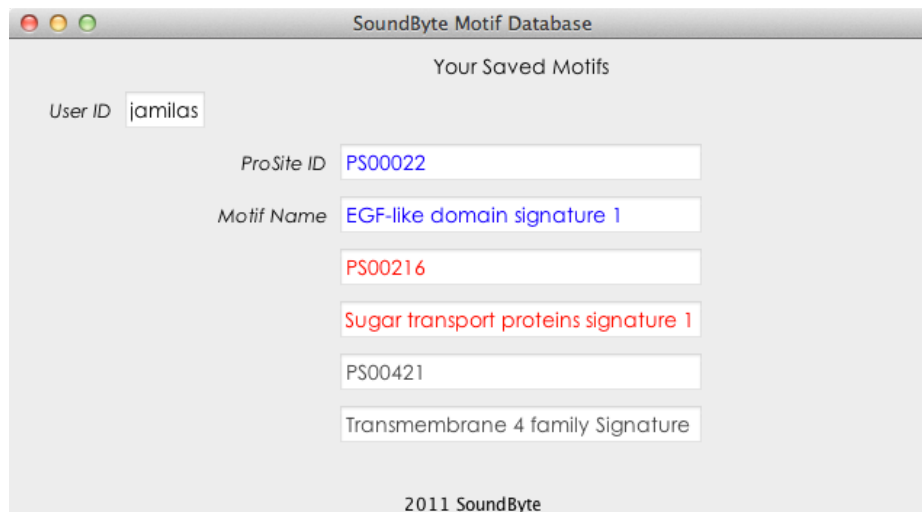 SoundByte Motif Database
Your Saved Motifs
User ID jamilas
ProSite ID PS00022
Motif Name EGF-like domain signature 1
PS00216
Sugar transport proteins signature 1
PS00421
Transmembrane 4 family Signature
2011 SoundByte